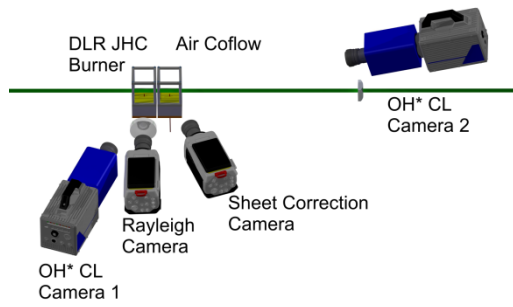 DLR JHC
Burner
Air Coflow
OH* CL
Camera 2
Sheet Correction
Camera
Rayleigh
Camera
OH* CL
Camera 1